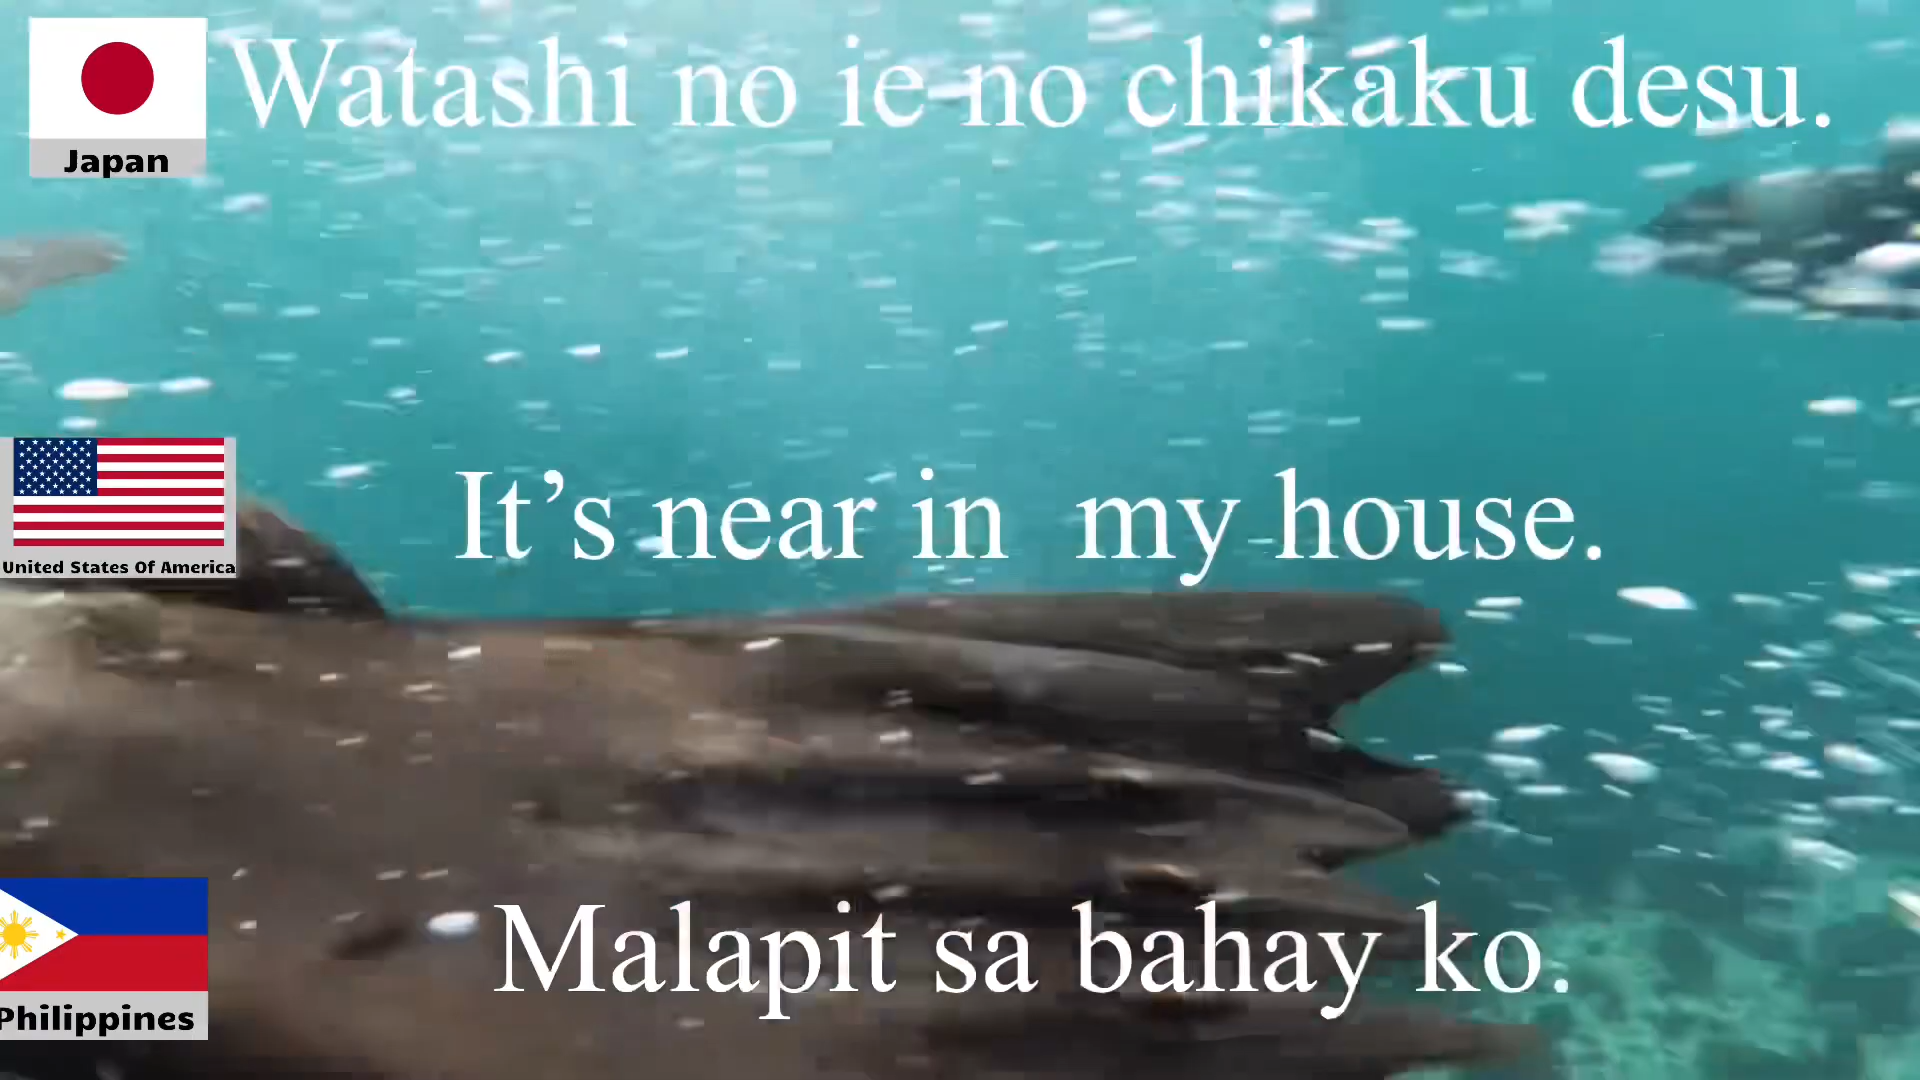 Watashi no ie no chikaku desu.
Japan
It’s near in my house.
United States Of America
Malapit sa bahay ko.
Philippines